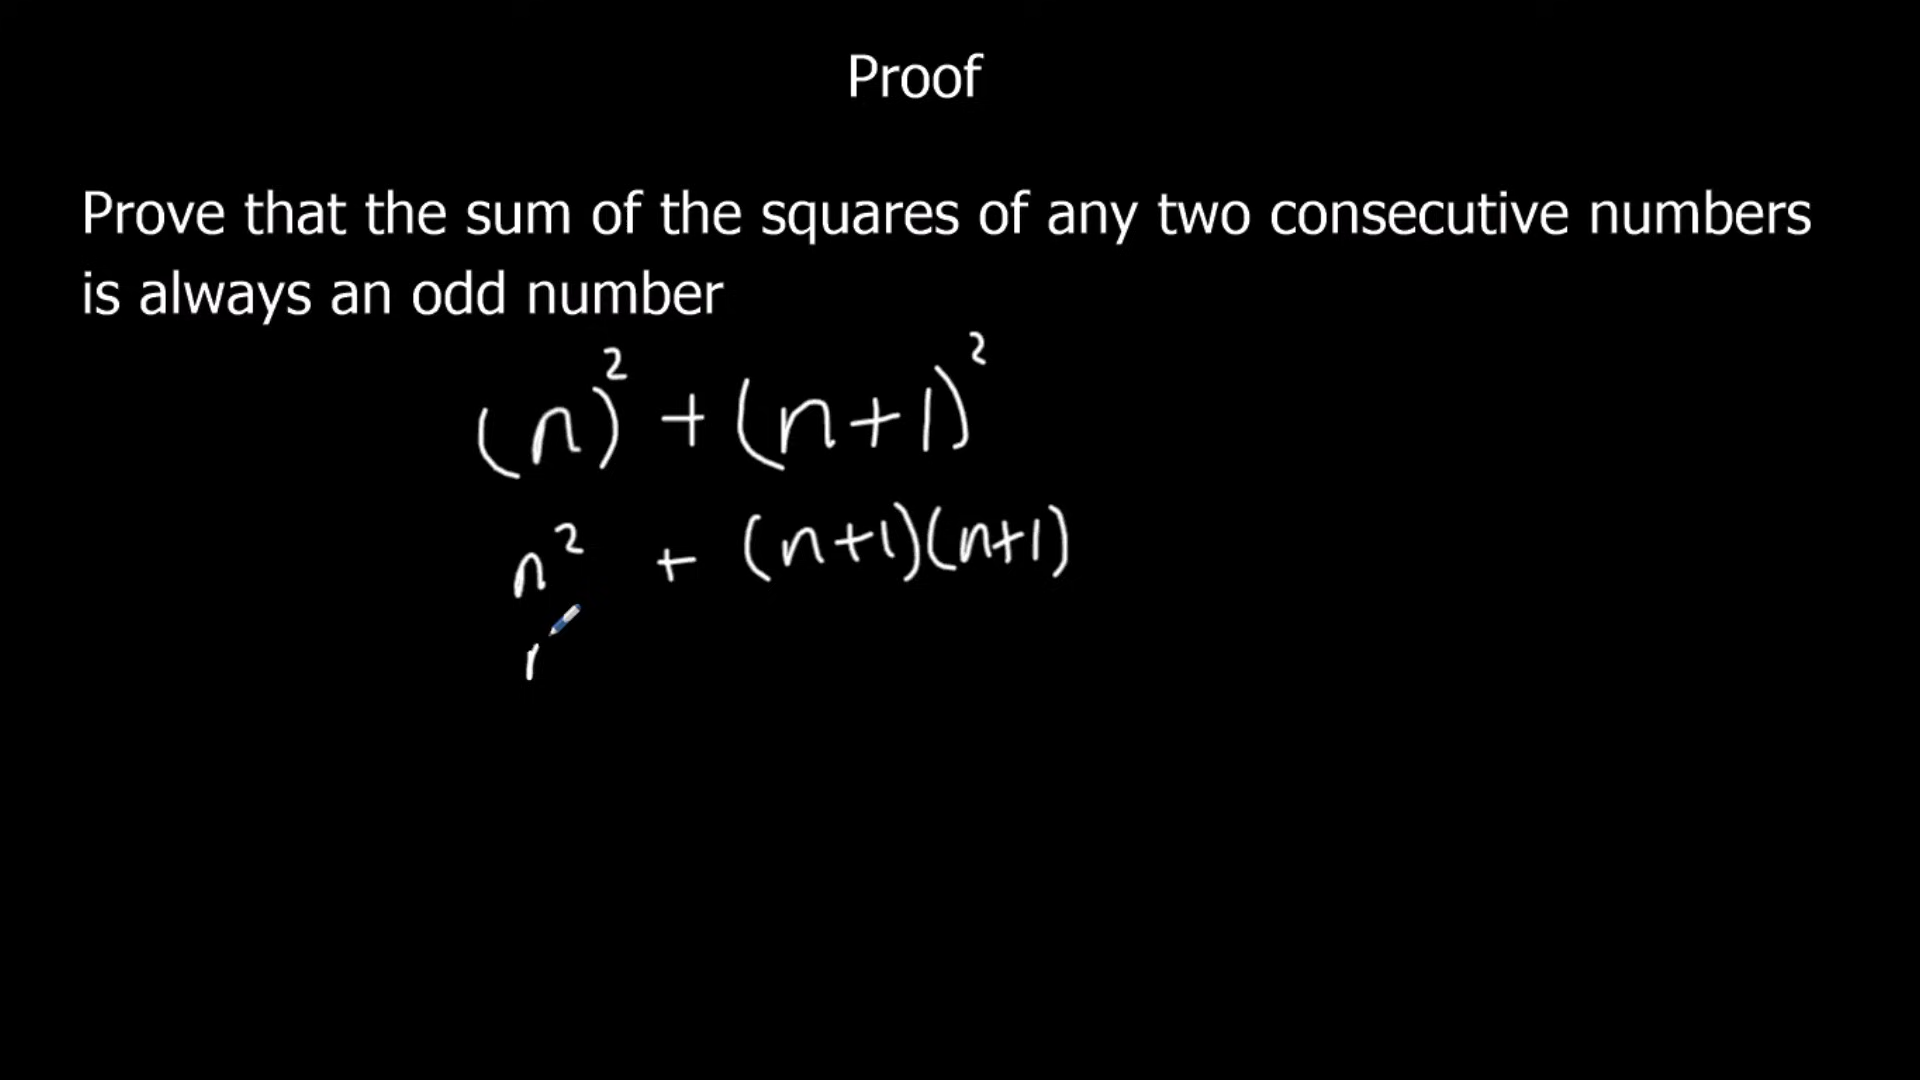 Proof
Prove that the sum of the squares of any two consecutive numbers
is always an odd number
(n)² + (n+1)²
n² + (n+1)(n+1)